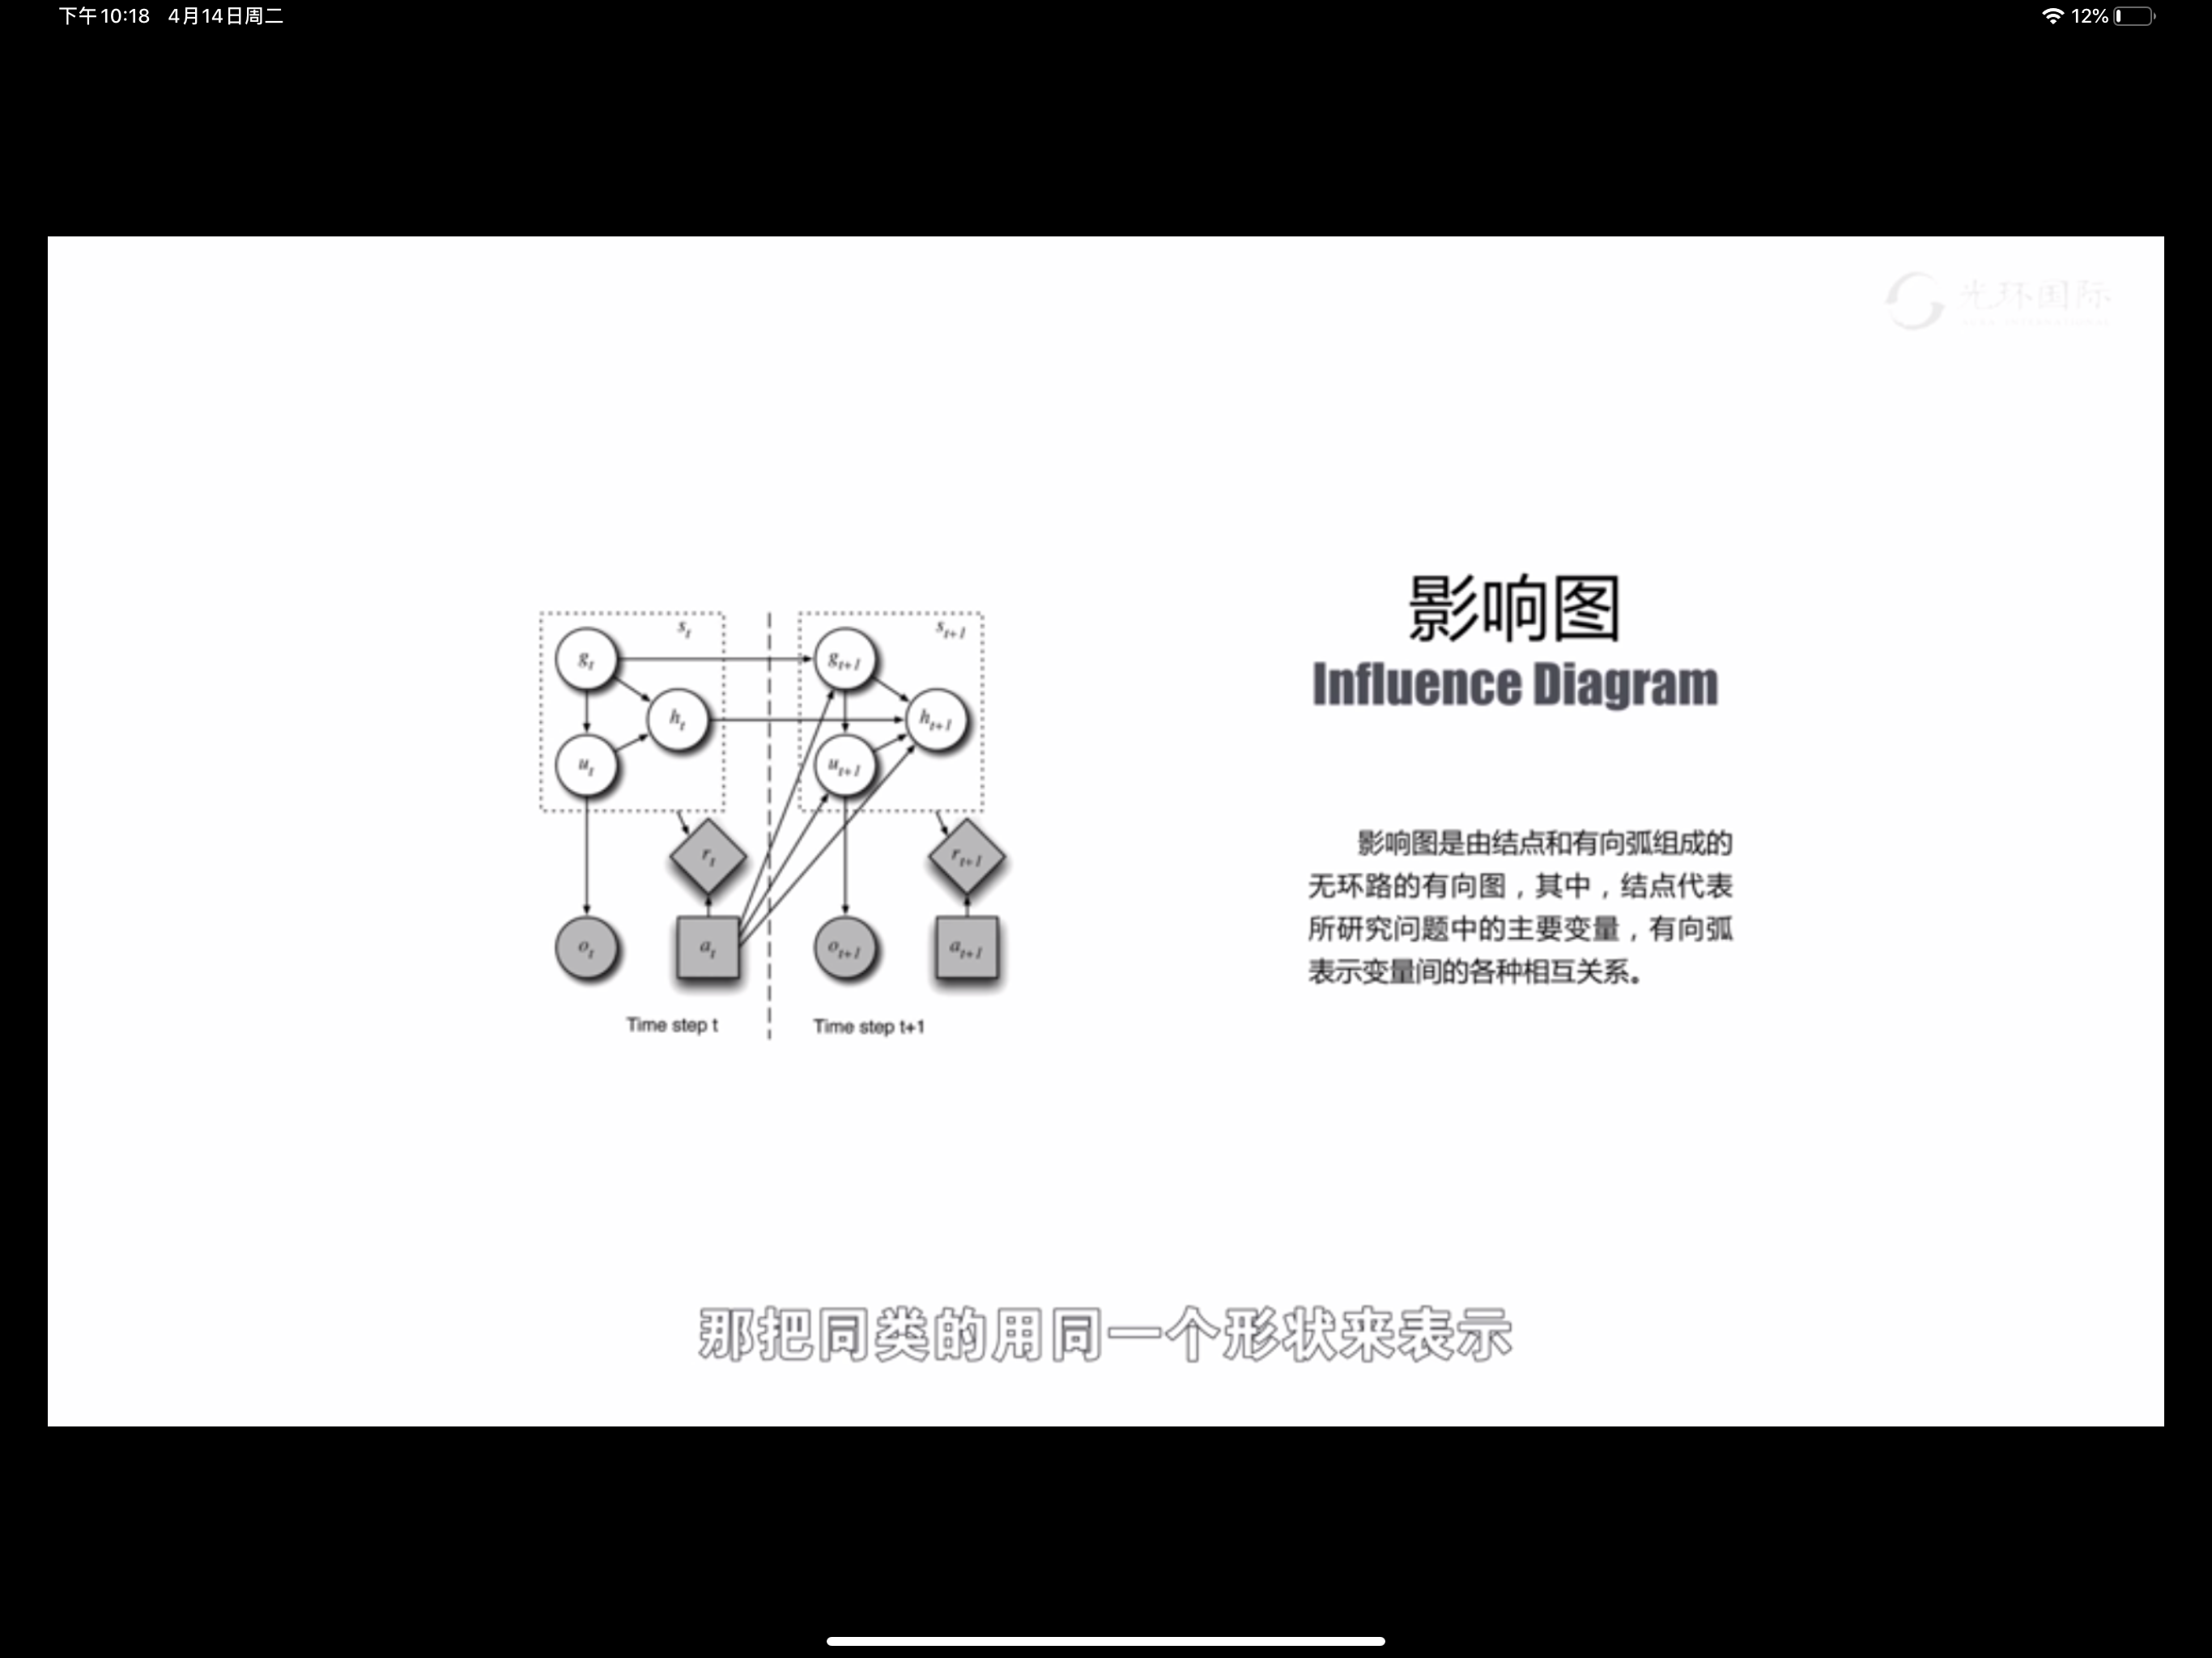 下午10:18 4月14日周二
12%
光环国际
s_t
s_{t+1}
g_t
g_{t+1}
h_t
h_{t+1}
u_t
u_{t+1}
r_t
r_{t+1}
o_t
a_t
o_{t+1}
a_{t+1}
Time step t
Time step t+1
影响图
Influence Diagram
影响图是由结点和有向弧组成的
无环路的有向图，其中，结点代表
所研究问题中的主要变量，有向弧
表示变量间的各种相互关系。
那把同类的用同一个形状来表示